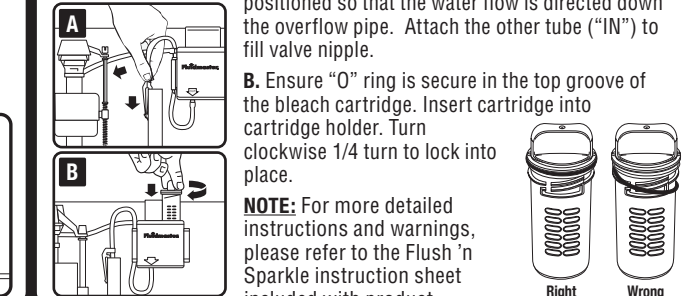 A
Fluidmaster
B
Fluidmaster
positioned so that the water flow is directed down
the overflow pipe. Attach the other tube (“IN”) to
fill valve nipple.
B. Ensure “O” ring is secure in the top groove of
the bleach cartridge. Insert cartridge into
cartridge holder. Turn
clockwise 1/4 turn to lock into
place.
NOTE: For more detailed
instructions and warnings,
please refer to the Flush ’n
Sparkle instruction sheet
included with product.
Right Wrong